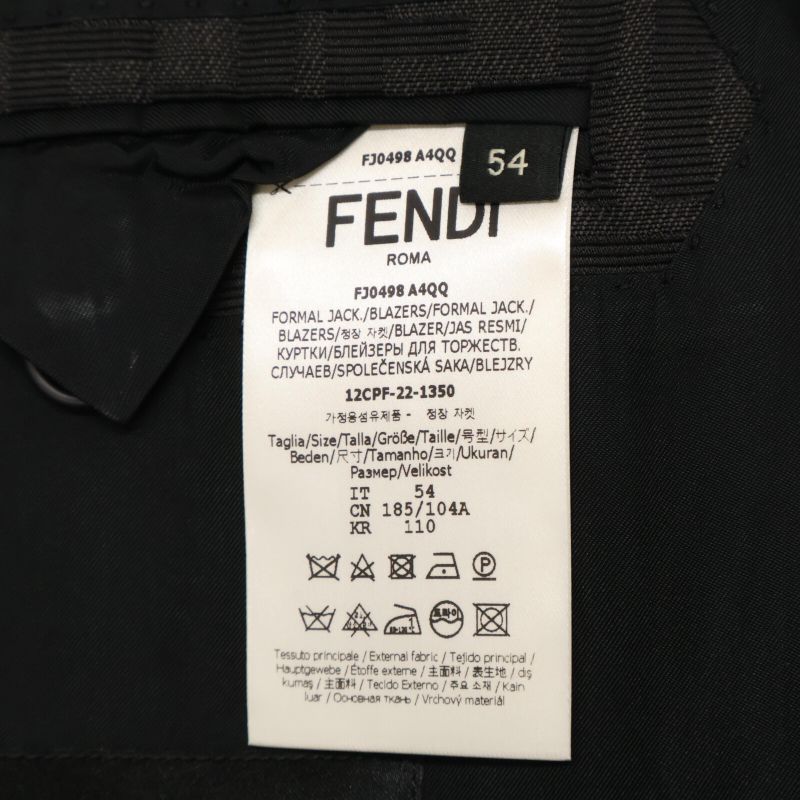 FJ0498 A4QQ
54
FENDI
ROMA
FJ0498 A4QQ
FORMAL JACK./BLAZERS/FORMAL JACK./
BLAZERS/정장 자켓/BLAZER/JAS RESMI/
КУРТКИ/БЛЕЙЗЕРЫ ДЛЯ ТОРЖЕСТВ.
СЛУЧАЕВ/SPOLEČENSKÁ SAKA/BLEJZRY
12CPF-22-1350
가정용섬유제품 - 정장 자켓
Taglia/Size/Talla/Größe/Taille/号型/サイズ/
Beden/尺寸/Tamanho/크기/Ukuran/
Размер/Velikost
IT 54
CN 185/104A
KR 110
P
드라이
Tessuto principale / External fabric / Tejido principal /
Hauptgewebe / Étoffe externe / 主面料 / 表生地 / dış
kumaş / 主面料 / Tecido Externo / 주요 소재 / Kain
luar / Основная ткань / Vrchový materiál